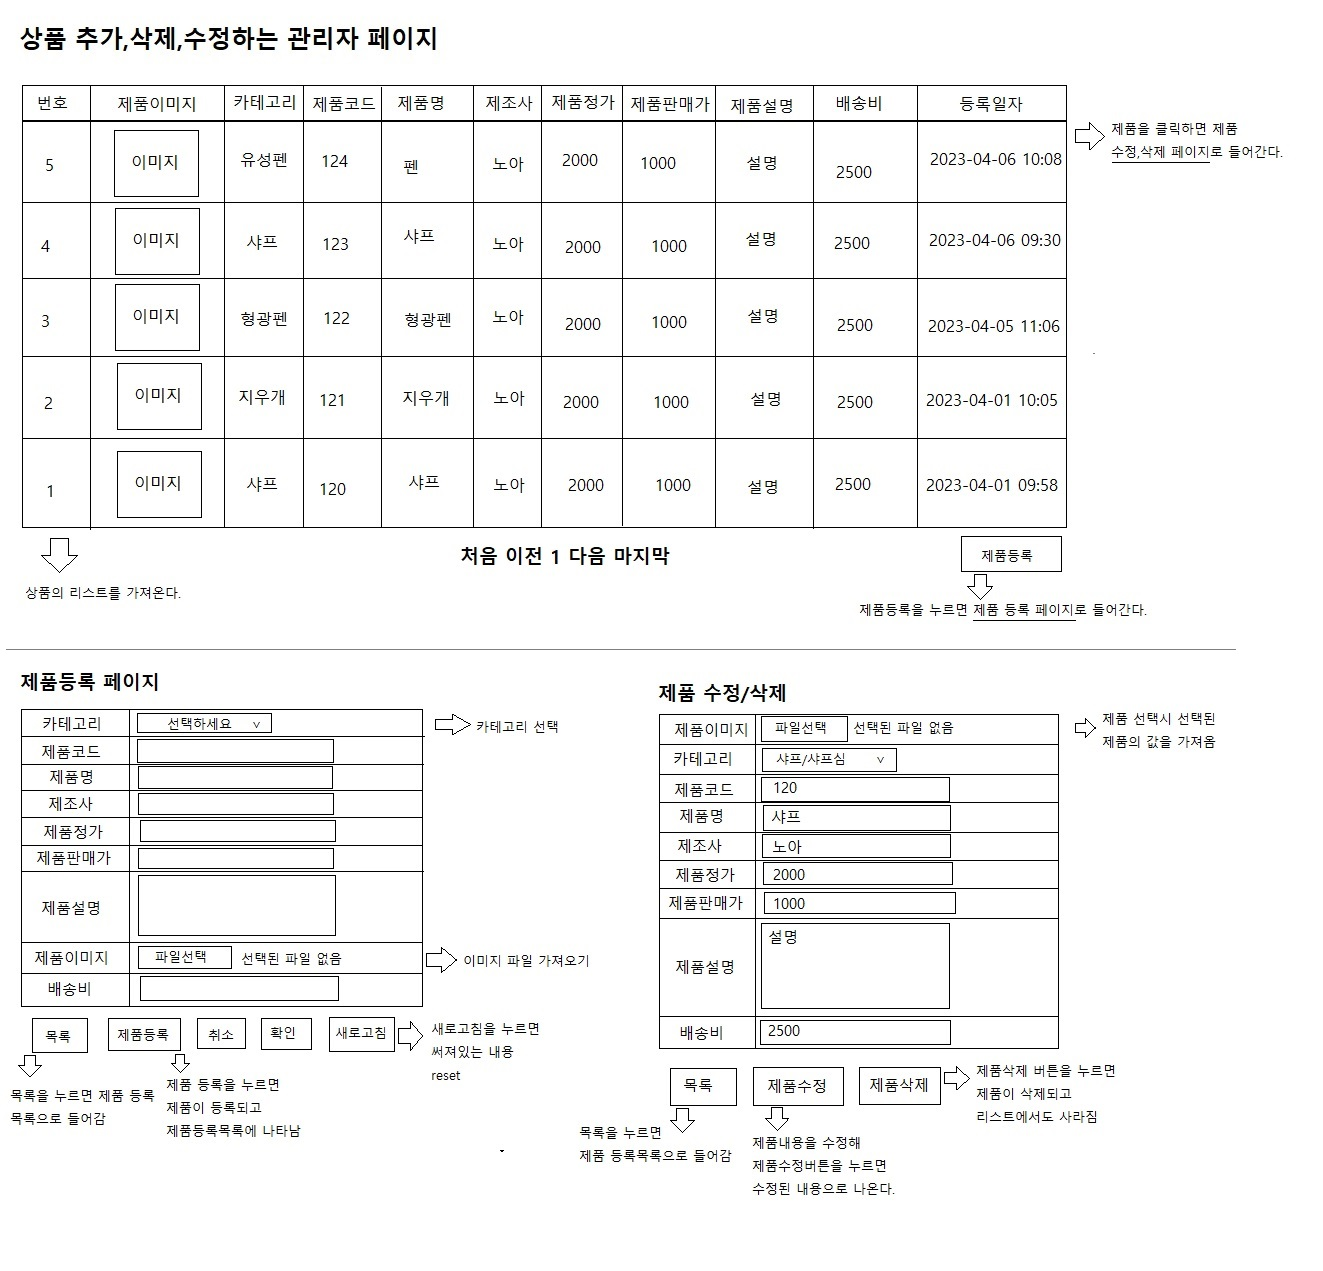 상품 추가,삭제,수정하는 관리자 페이지
번호 제품이미지 카테고리 제품코드 제품명 제조사 제품정가 제품판매가 제품설명 배송비 등록일자
5 이미지 유성펜 124 펜 노아 2000 1000 설명 2500 2023-04-06 10:08
4 이미지 샤프 123 샤프 노아 2000 1000 설명 2500 2023-04-06 09:30
3 이미지 형광펜 122 형광펜 노아 2000 1000 설명 2500 2023-04-05 11:06
2 이미지 지우개 121 지우개 노아 2000 1000 설명 2500 2023-04-01 10:05
1 이미지 샤프 120 샤프 노아 2000 1000 설명 2500 2023-04-01 09:58
제품을 클릭하면 제품
수정,삭제 페이지로 들어간다.
처음 이전 1 다음 마지막
제품등록
상품의 리스트를 가져온다.
제품등록을 누르면 제품 등록 페이지로 들어간다.
제품등록 페이지
카테고리 선택하세요 v
카테고리 선택
제품코드
제품명
제조사
제품정가
제품판매가
제품설명
제품이미지 파일선택 선택된 파일 없음
이미지 파일 가져오기
배송비
목록 제품등록 취소 확인 새로고침
새로고침을 누르면
써져있는 내용
reset
목록을 누르면 제품 등록
목록으로 들어감
제품 등록을 누르면
제품이 등록되고
제품등록목록에 나타남
제품 수정/삭제
제품이미지 파일선택 선택된 파일 없음
제품 선택시 선택된
제품의 값을 가져옴
카테고리 샤프/샤프심 v
제품코드 120
제품명 샤프
제조사 노아
제품정가 2000
제품판매가 1000
제품설명 설명
배송비 2500
목록 제품수정 제품삭제
제품삭제 버튼을 누르면
제품이 삭제되고
리스트에서도 사라짐
목록을 누르면
제품 등록목록으로 들어감
제품내용을 수정해
제품수정버튼을 누르면
수정된 내용으로 나온다.